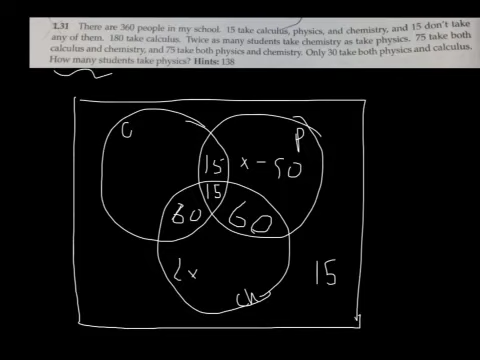 1.31 There are 360 people in my school. 15 take calculus, physics, and chemistry, and 15 don't take
any of them. 180 take calculus. Twice as many students take chemistry as take physics. 75 take both
calculus and chemistry, and 75 take both physics and chemistry. Only 30 take both physics and calculus.
How many students take physics? Hints: 138
C
P
15 x-90
15
60 60
2x
15
Ch